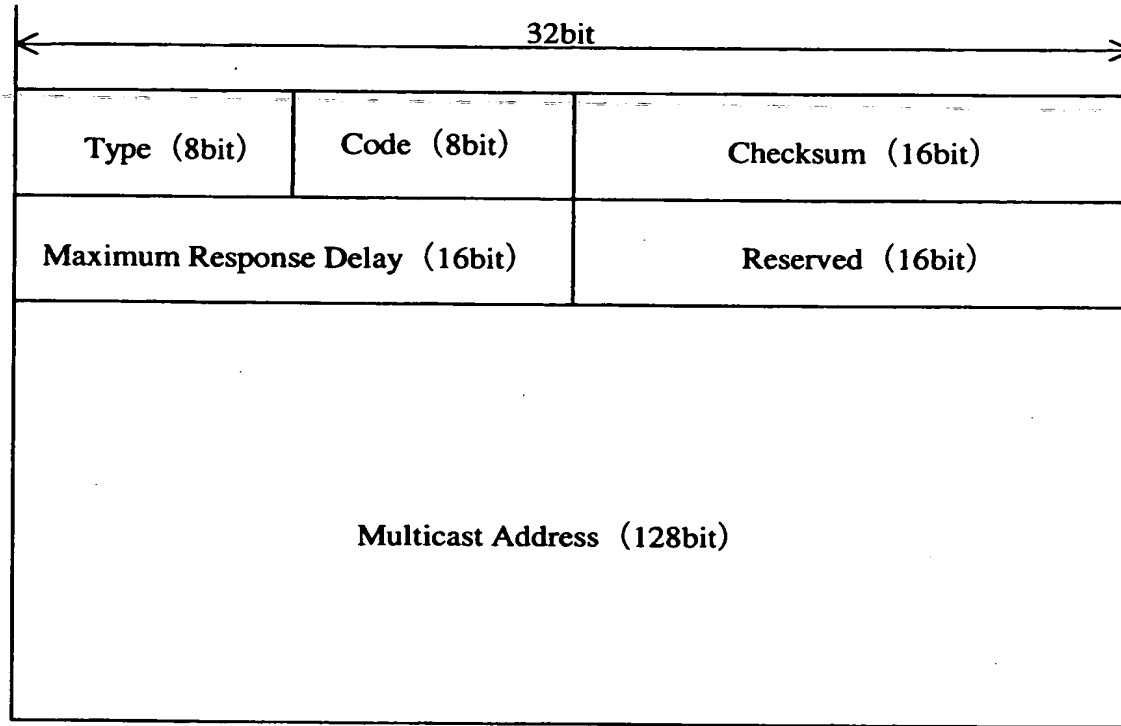 32bit
Type（8bit） Code（8bit） Checksum（16bit）
Maximum Response Delay（16bit） Reserved（16bit）
Multicast Address（128bit）